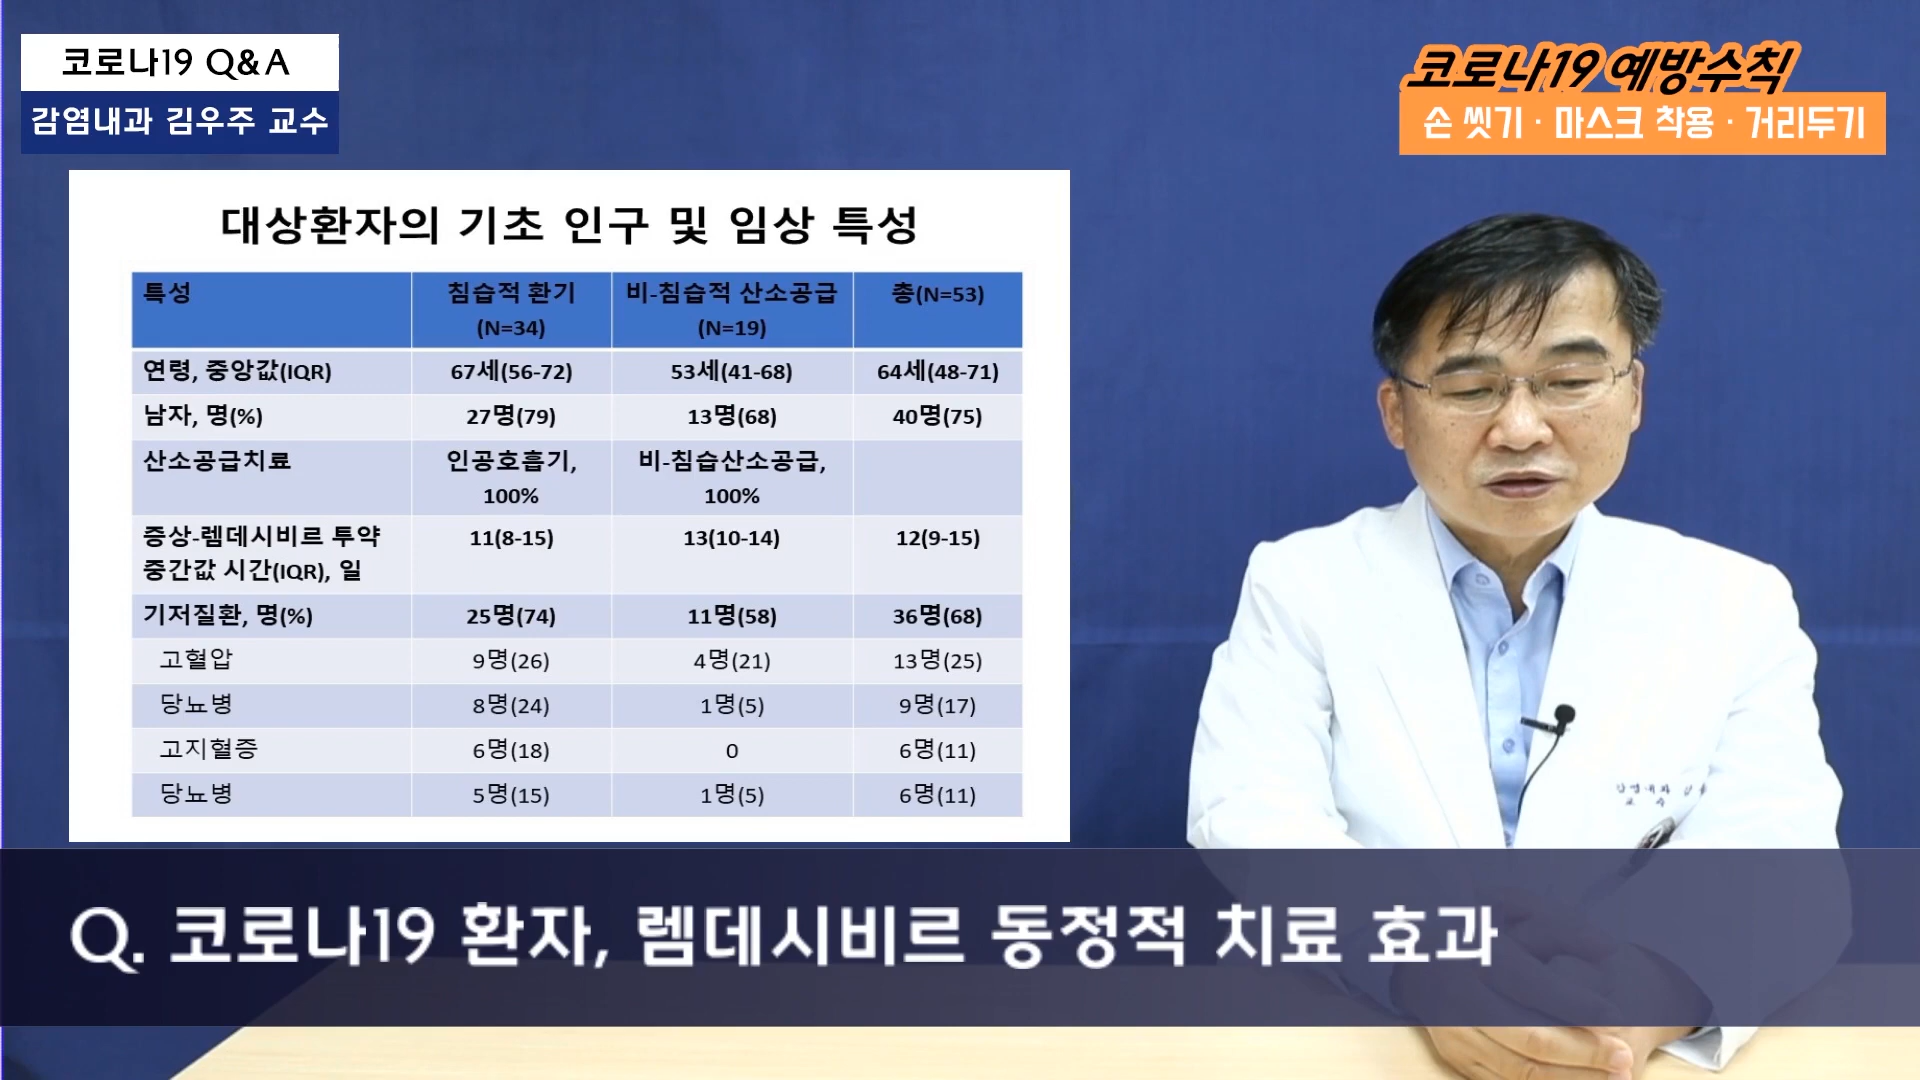 코로나19 Q&A
감염내과 김우주 교수
코로나19 예방수칙
손 씻기 · 마스크 착용 · 거리두기
대상환자의 기초 인구 및 임상 특성
특성 침습적 환기 (N=34) 비-침습적 산소공급 (N=19) 총(N=53)
연령, 중앙값(IQR) 67세(56-72) 53세(41-68) 64세(48-71)
남자, 명(%) 27명(79) 13명(68) 40명(75)
산소공급치료 인공호흡기, 100% 비-침습산소공급, 100%
증상-렘데시비르 투약 중간값 시간(IQR), 일 11(8-15) 13(10-14) 12(9-15)
기저질환, 명(%) 25명(74) 11명(58) 36명(68)
고혈압 9명(26) 4명(21) 13명(25)
당뇨병 8명(24) 1명(5) 9명(17)
고지혈증 6명(18) 0 6명(11)
당뇨병 5명(15) 1명(5) 6명(11)
감염내과
교수
Q. 코로나19 환자, 렘데시비르 동정적 치료 효과